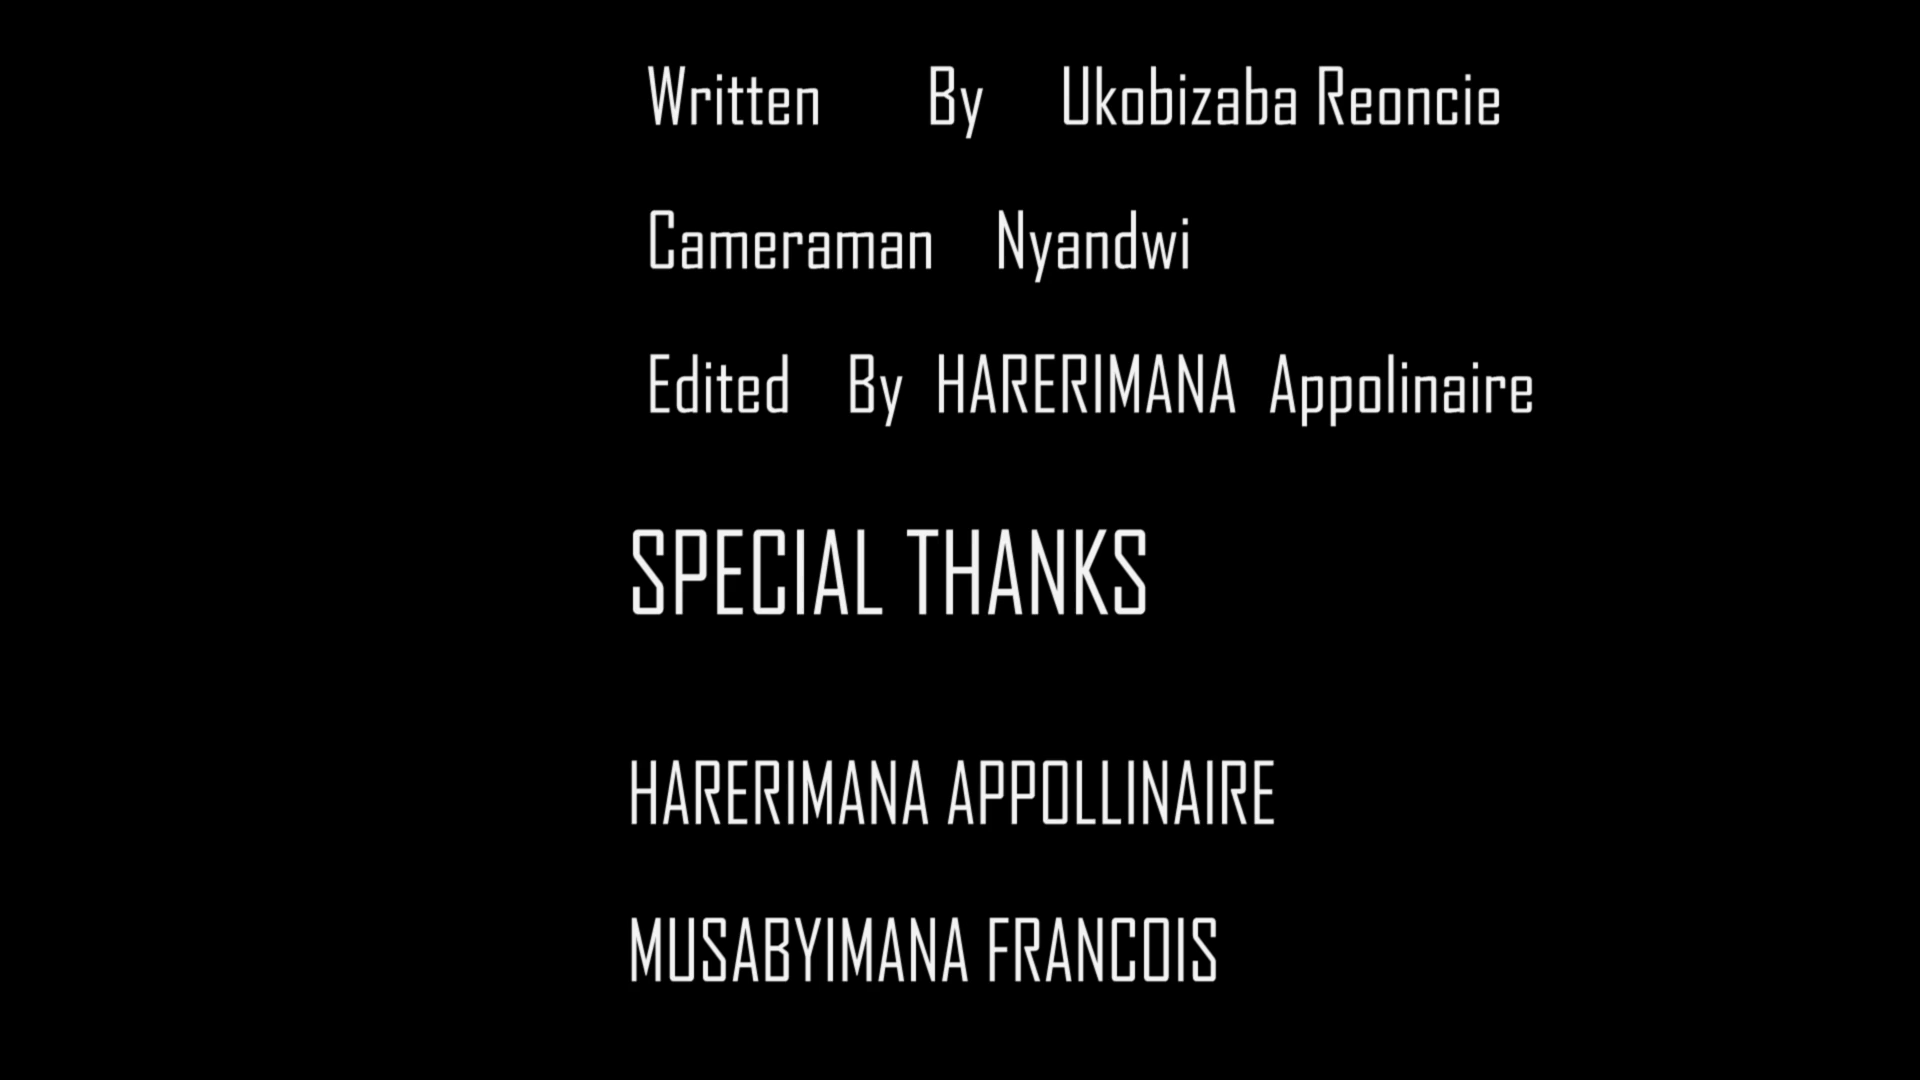 Written By Ukobizaba Reoncie
Cameraman Nyandwi
Edited By HARERIMANA Appolinaire
SPECIAL THANKS
HARERIMANA APPOLLINAIRE
MUSABYIMANA FRANCOIS